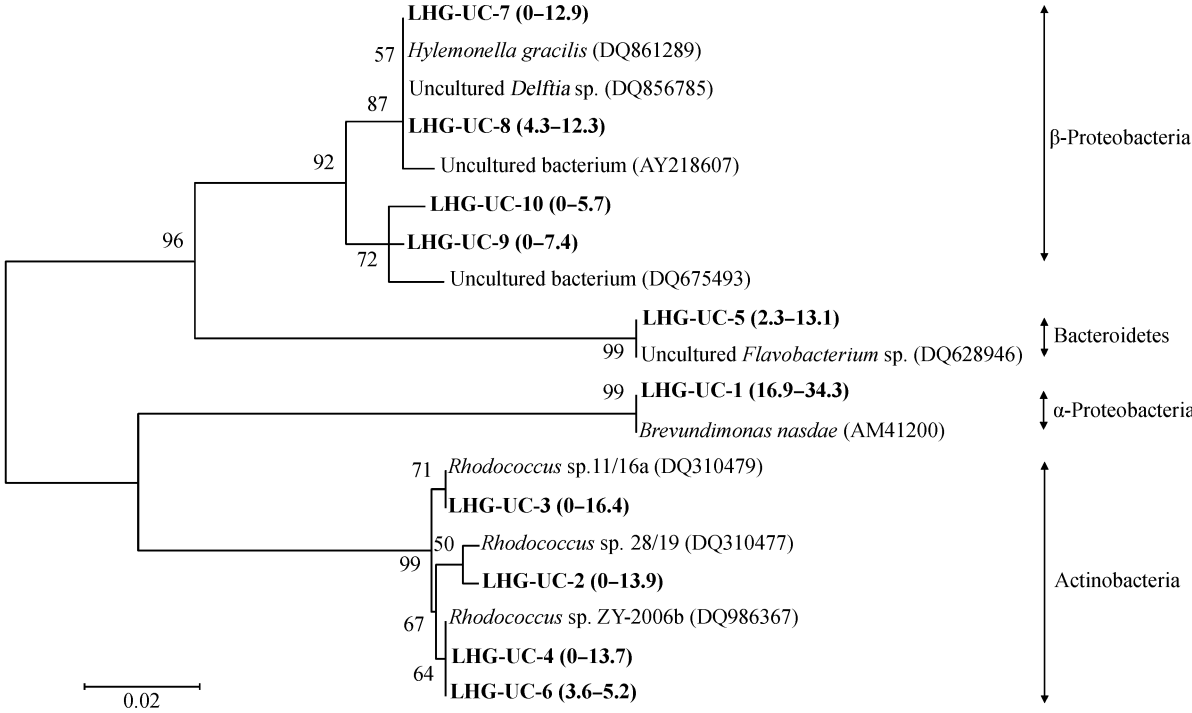 LHG-UC-7 (0–12.9)
57
Hylemonella gracilis (DQ861289)
Uncultured Delftia sp. (DQ856785)
87
LHG-UC-8 (4.3–12.3)
β-Proteobacteria
92
Uncultured bacterium (AY218607)
LHG-UC-10 (0–5.7)
96
LHG-UC-9 (0–7.4)
72
Uncultured bacterium (DQ675493)
LHG-UC-5 (2.3–13.1)
Bacteroidetes
99
Uncultured Flavobacterium sp. (DQ628946)
99
LHG-UC-1 (16.9–34.3)
α-Proteobacteria
Brevundimonas nasdae (AM41200)
71
Rhodococcus sp.11/16a (DQ310479)
LHG-UC-3 (0–16.4)
50
Rhodococcus sp. 28/19 (DQ310477)
99
LHG-UC-2 (0–13.9)
Actinobacteria
Rhodococcus sp. ZY-2006b (DQ986367)
67
LHG-UC-4 (0–13.7)
64
LHG-UC-6 (3.6–5.2)
0.02